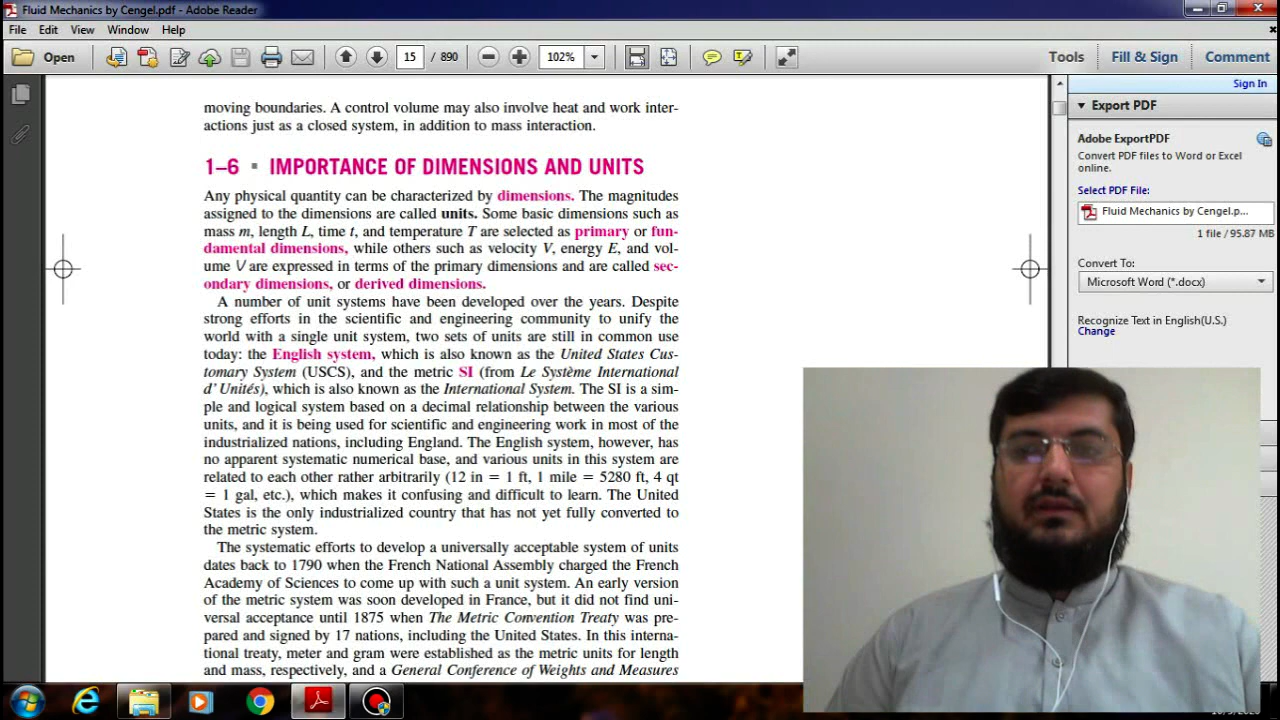 Fluid Mechanics by Cengel.pdf - Adobe Reader
File Edit View Window Help
Open 15 / 890 102% Tools Fill & Sign Comment
Sign In
Export PDF
Adobe ExportPDF
Convert PDF files to Word or Excel
online.
Select PDF File:
Fluid Mechanics by Cengel.p...
1 file / 95.87 MB
Convert To:
Microsoft Word (*.docx)
Recognize Text in English(U.S.)
Change
moving boundaries. A control volume may also involve heat and work inter-
actions just as a closed system, in addition to mass interaction.
1–6 ▪ IMPORTANCE OF DIMENSIONS AND UNITS
Any physical quantity can be characterized by dimensions. The magnitudes
assigned to the dimensions are called units. Some basic dimensions such as
mass m, length L, time t, and temperature T are selected as primary or fun-
damental dimensions, while others such as velocity V, energy E, and vol-
ume V are expressed in terms of the primary dimensions and are called sec-
ondary dimensions, or derived dimensions.
A number of unit systems have been developed over the years. Despite
strong efforts in the scientific and engineering community to unify the
world with a single unit system, two sets of units are still in common use
today: the English system, which is also known as the United States Cus-
tomary System (USCS), and the metric SI (from Le Système International
d' Unités), which is also known as the International System. The SI is a sim-
ple and logical system based on a decimal relationship between the various
units, and it is being used for scientific and engineering work in most of the
industrialized nations, including England. The English system, however, has
no apparent systematic numerical base, and various units in this system are
related to each other rather arbitrarily (12 in = 1 ft, 1 mile = 5280 ft, 4 qt
= 1 gal, etc.), which makes it confusing and difficult to learn. The United
States is the only industrialized country that has not yet fully converted to
the metric system.
The systematic efforts to develop a universally acceptable system of units
dates back to 1790 when the French National Assembly charged the French
Academy of Sciences to come up with such a unit system. An early version
of the metric system was soon developed in France, but it did not find uni-
versal acceptance until 1875 when The Metric Convention Treaty was pre-
pared and signed by 17 nations, including the United States. In this interna-
tional treaty, meter and gram were established as the metric units for length
and mass, respectively, and a General Conference of Weights and Measures